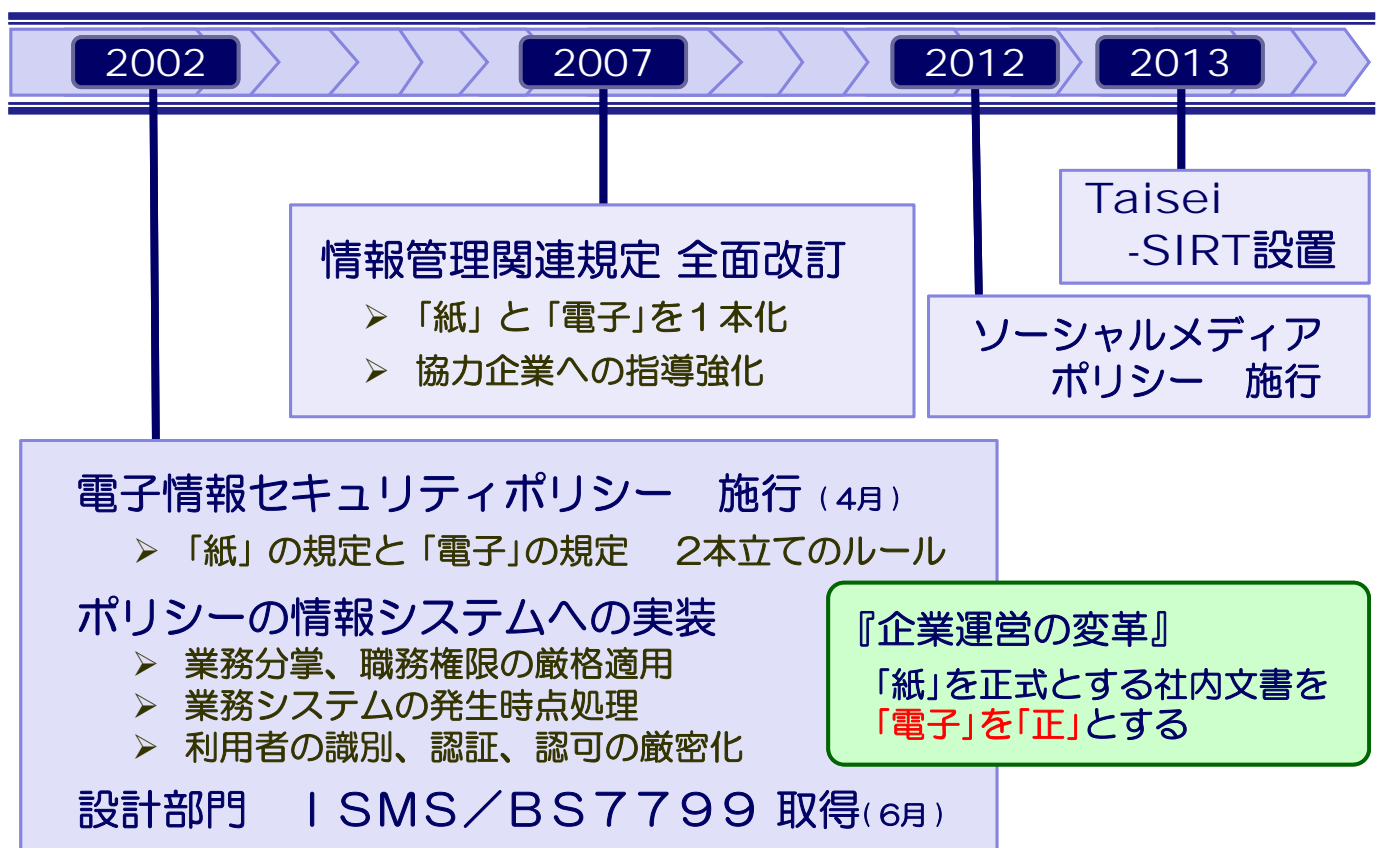 2002
2007
2012
2013
Taisei
-SIRT設置
情報管理関連規定 全面改訂
➢ 「紙」と「電子」を1本化
➢ 協力企業への指導強化
ソーシャルメディア
ポリシー 施行
電子情報セキュリティポリシー 施行(4月)
➢ 「紙」の規定と「電子」の規定 2本立てのルール
ポリシーの情報システムへの実装
➢ 業務分掌、職務権限の厳格適用
➢ 業務システムの発生時点処理
➢ 利用者の識別、認証、認可の厳密化
設計部門 ISMS/BS7799 取得(6月)
『企業運営の変革』
「紙」を正式とする社内文書を
「電子」を「正」とする